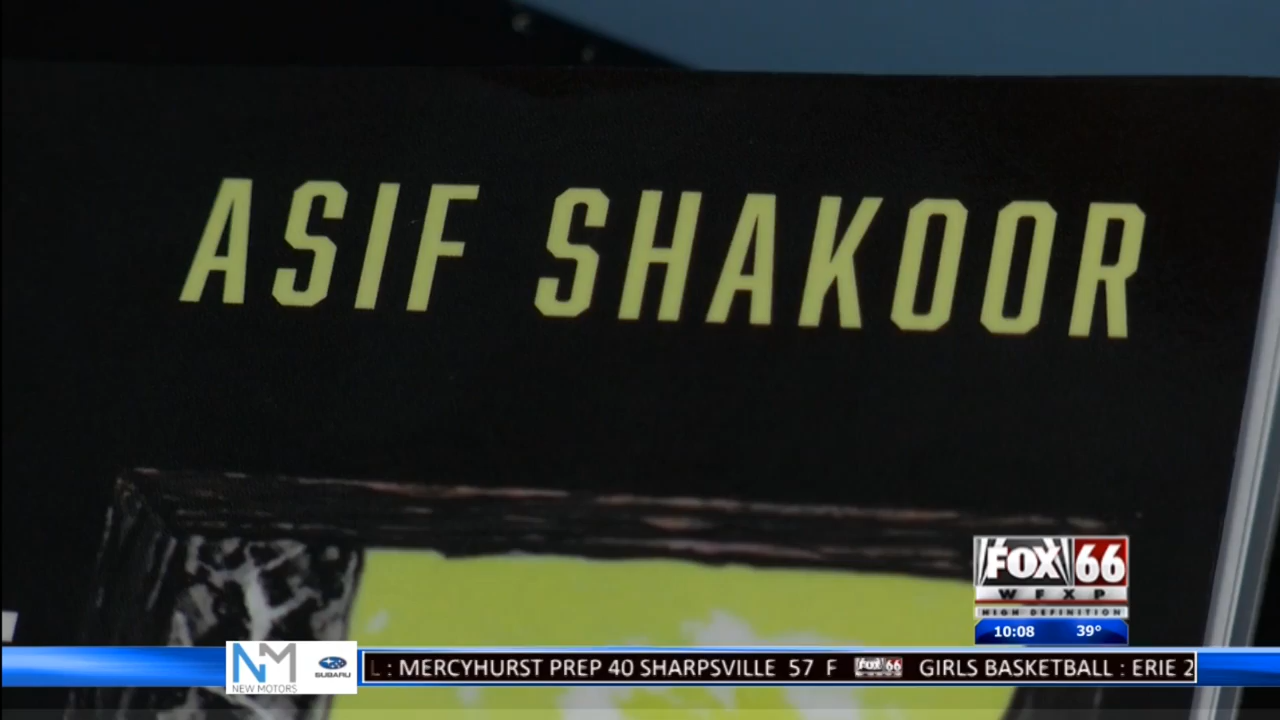 ASIF SHAKOOR
FOX 66
WFXP
HIGH DEFINITION
10:08 39°
NM
NEW MOTORS
SUBARU
L : MERCYHURST PREP 40 SHARPSVILLE 57 F FOX 66 GIRLS BASKETBALL : ERIE 2